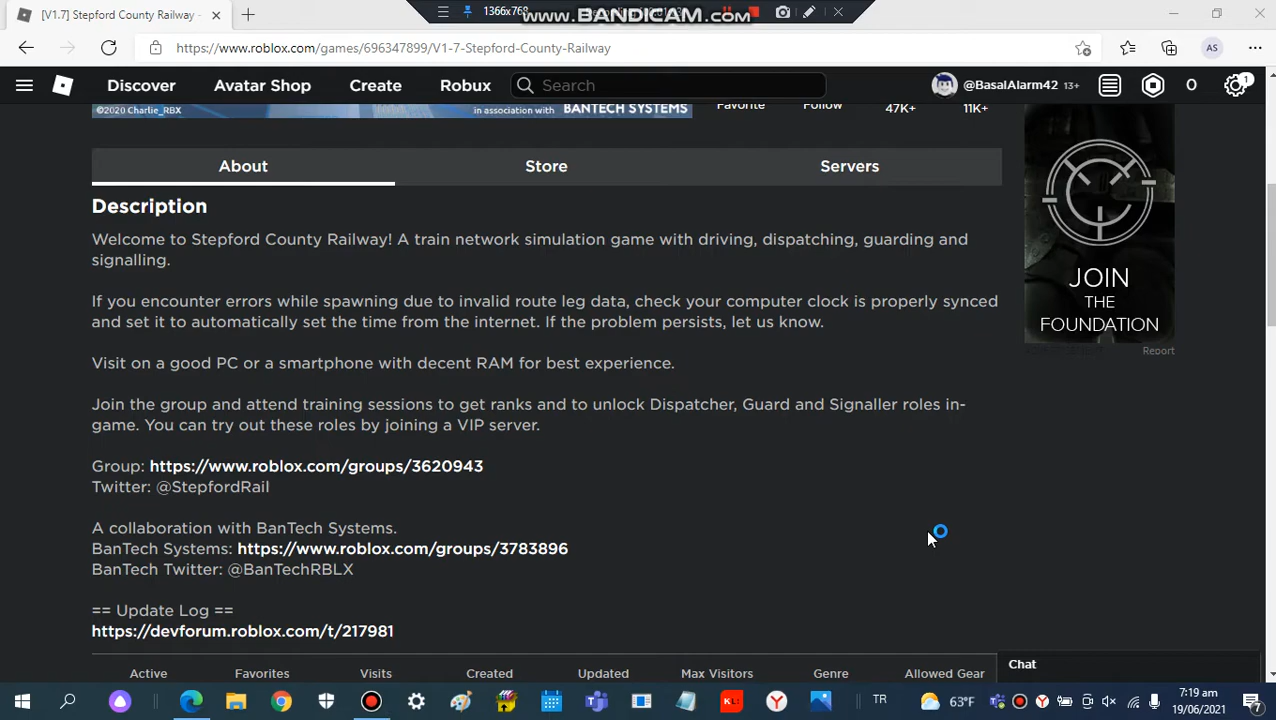 [V1.7] Stepford County Railway -
1366x768
WWW.BANDICAM.COM
https://www.roblox.com/games/696347899/V1-7-Stepford-County-Railway
AS
Discover
Avatar Shop
Create
Robux
Search
@BasalAlarm42 13+
0
1
©2020 Charlie_RBX
in association with BANTECH SYSTEMS
Favorite
Follow
47K+
11K+
About
Store
Servers
Description
Welcome to Stepford County Railway! A train network simulation game with driving, dispatching, guarding and
signalling.
If you encounter errors while spawning due to invalid route leg data, check your computer clock is properly synced
and set it to automatically set the time from the internet. If the problem persists, let us know.
Visit on a good PC or a smartphone with decent RAM for best experience.
Join the group and attend training sessions to get ranks and to unlock Dispatcher, Guard and Signaller roles in-
game. You can try out these roles by joining a VIP server.
Group: https://www.roblox.com/groups/3620943
Twitter: @StepfordRail
A collaboration with BanTech Systems.
BanTech Systems: https://www.roblox.com/groups/3783896
BanTech Twitter: @BanTechRBLX
== Update Log ==
https://devforum.roblox.com/t/217981
JOIN
THE
FOUNDATION
Report
Active
Favorites
Visits
Created
Updated
Max Visitors
Genre
Allowed Gear
Chat
TR
63°F
7:19 am
19/06/2021